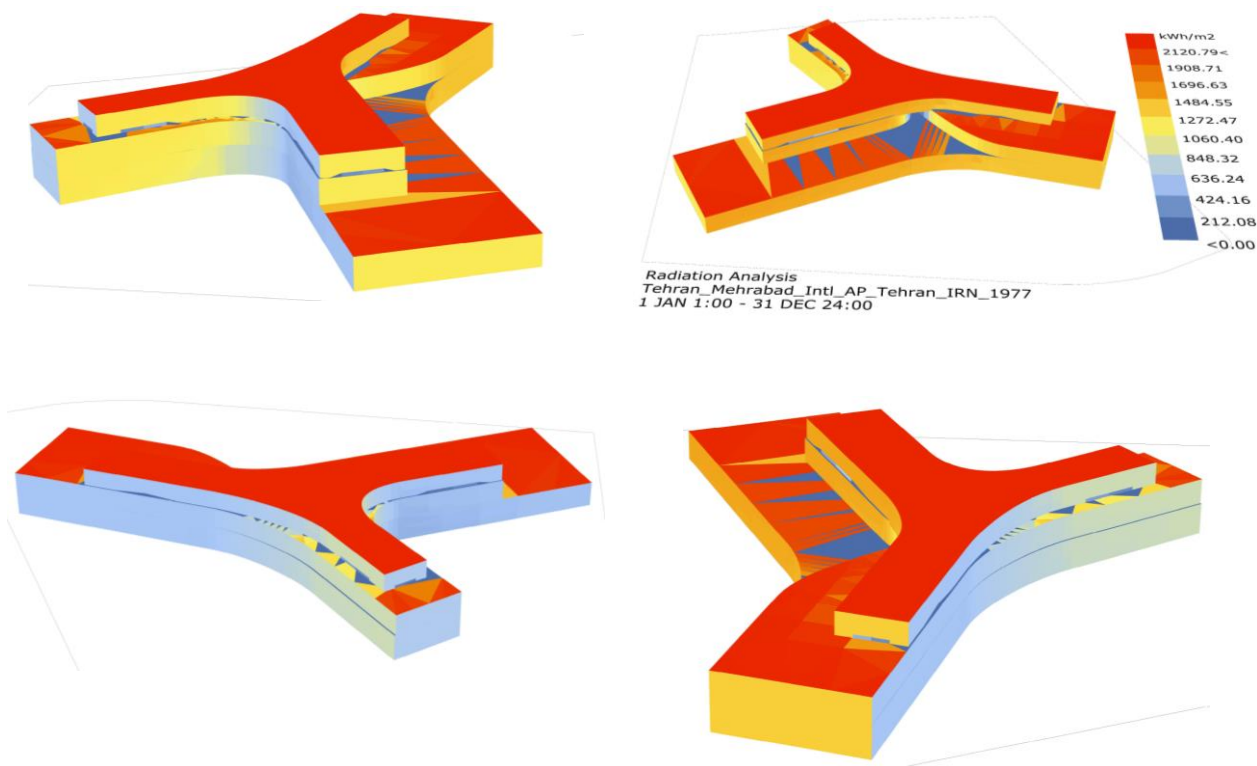 kWh/m2
2120.79<
1908.71
1696.63
1484.55
1272.47
1060.40
848.32
636.24
424.16
212.08
<0.00
Radiation Analysis
Tehran_Mehrabad_Intl_AP_Tehran_IRN_1977
1 JAN 1:00 - 31 DEC 24:00